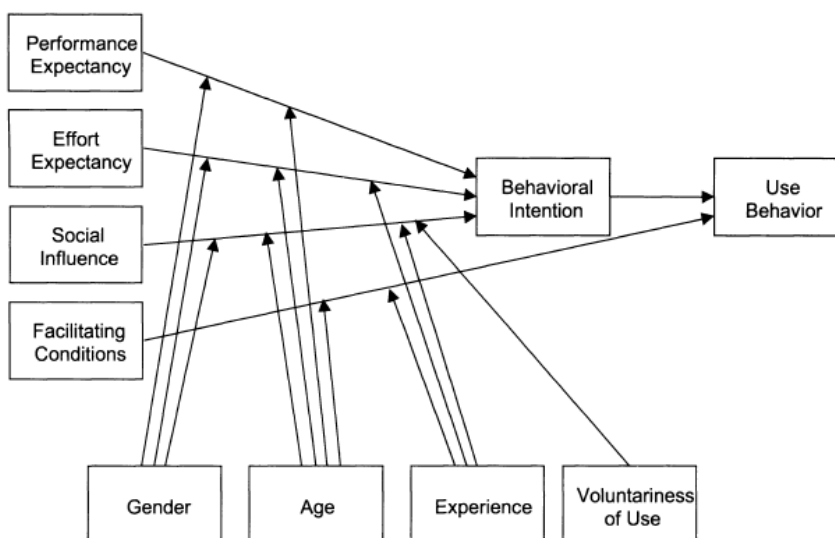 Performance
Expectancy
Effort
Expectancy
Social
Influence
Facilitating
Conditions
Behavioral
Intention
Use
Behavior
Gender
Age
Experience
Voluntariness
of Use